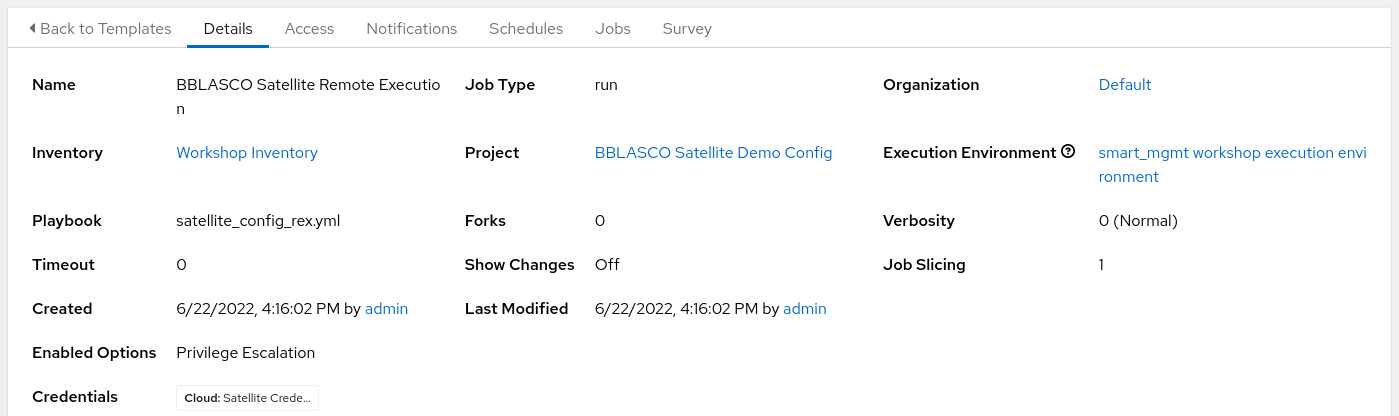 Back to Templates Details Access Notifications Schedules Jobs Survey
Name BBLASCO Satellite Remote Executio Job Type run Organization Default
n
Inventory Workshop Inventory Project BBLASCO Satellite Demo Config Execution Environment smart_mgmt workshop execution envi
ronment
Playbook satellite_config_rex.yml Forks 0 Verbosity 0 (Normal)
Timeout 0 Show Changes Off Job Slicing 1
Created 6/22/2022, 4:16:02 PM by admin Last Modified 6/22/2022, 4:16:02 PM by admin
Enabled Options Privilege Escalation
Credentials Cloud: Satellite Crede...